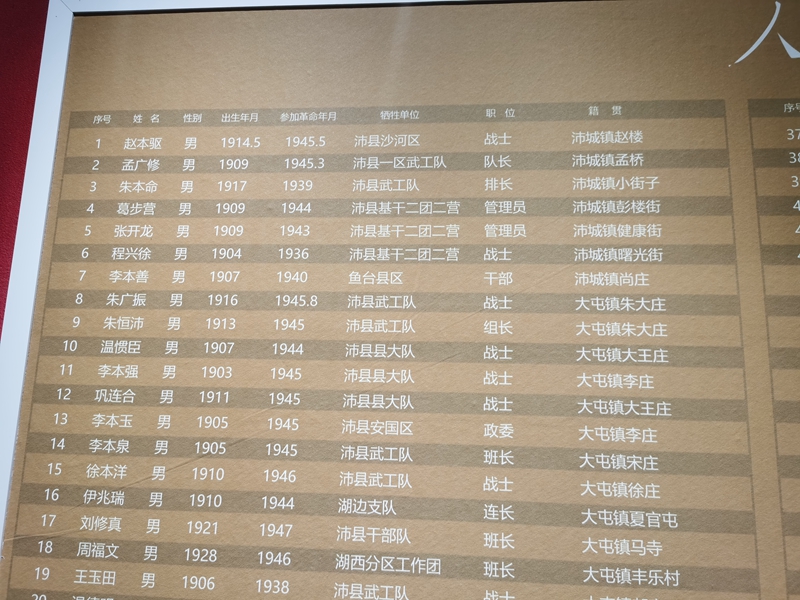 人
序号 姓名 性别 出生年月 参加革命年月 牺牲单位 职位 籍贯 序号
1 赵本驱 男 1914.5 1945.5 沛县沙河区 战士 沛城镇赵楼 37
2 孟广修 男 1909 1945.3 沛县一区武工队 队长 沛城镇孟桥 38
3 朱本命 男 1917 1939 沛县武工队 排长 沛城镇小街子
4 葛步营 男 1909 1944 沛县基干二团二营 管理员 沛城镇彭楼街
5 张开龙 男 1909 1943 沛县基干二团二营 管理员 沛城镇健康街
6 程兴徐 男 1904 1936 沛县基干二团二营 战士 沛城镇曙光街
7 李本善 男 1907 1940 鱼台县区 干部 沛城镇尚庄
8 朱广振 男 1916 1945.8 沛县武工队 战士 大屯镇朱大庄
9 朱恒沛 男 1913 1945 沛县武工队 组长 大屯镇朱大庄
10 温惯臣 男 1907 1944 沛县县大队 战士 大屯镇大王庄
11 李本强 男 1903 1945 沛县县大队 战士 大屯镇李庄
12 巩连合 男 1911 1945 沛县县大队 战士 大屯镇大王庄
13 李本玉 男 1905 1945 沛县安国区 政委 大屯镇李庄
14 李本泉 男 1905 1945 沛县武工队 班长 大屯镇宋庄
15 徐本洋 男 1910 1946 沛县武工队 战士 大屯镇徐庄
16 伊兆瑞 男 1910 1944 湖边支队 连长 大屯镇夏官屯
17 刘修真 男 1921 1947 沛县干部队 班长 大屯镇马寺
18 周福文 男 1928 1946 湖西分区工作团 班长 大屯镇丰乐村
19 王玉田 男 1906 1938 沛县武工队 战士